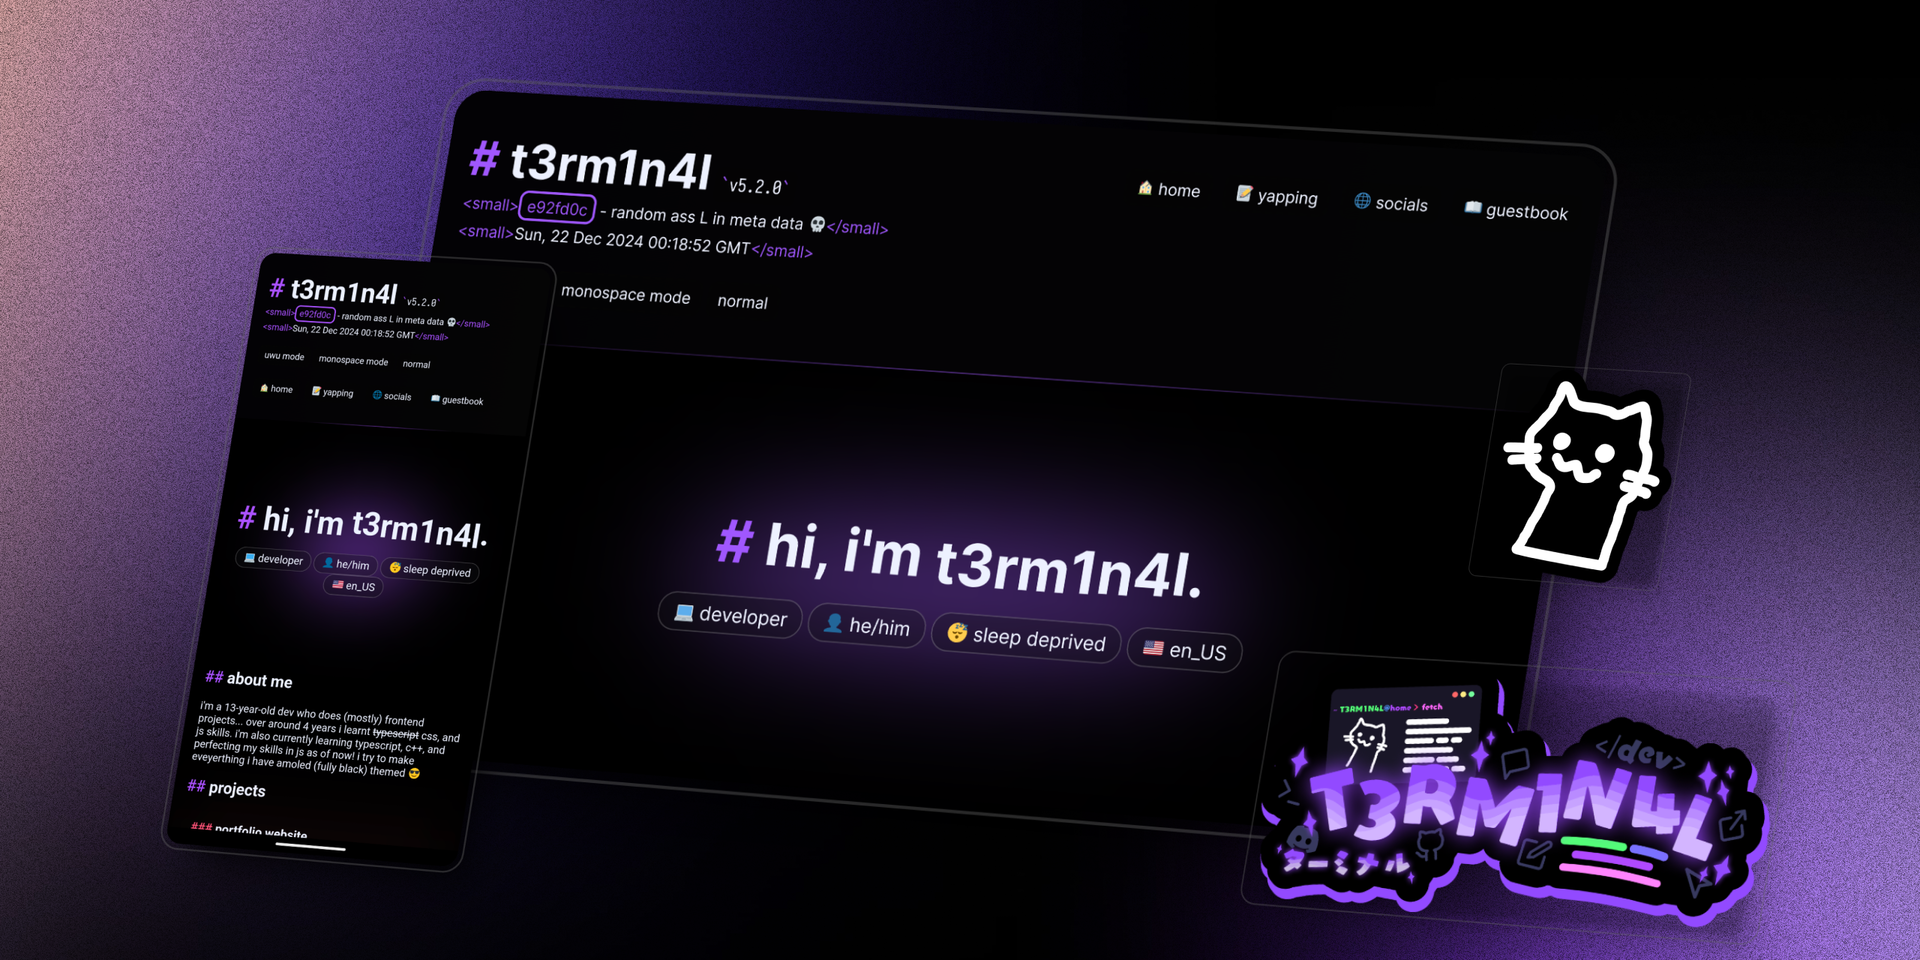 # t3rm1n4l `v5.2.0`
<small>e92fd0c - random ass L in meta data 💀</small>
<small>Sun, 22 Dec 2024 00:18:52 GMT</small>
🏠 home 📝 yapping 🌐 socials 📖 guestbook
monospace mode normal
# hi, i'm t3rm1n4l.
💻 developer 👤 he/him 😴 sleep deprived 🇺🇸 en_US
# t3rm1n4l `v5.2.0`
<small>e92fd0c - random ass L in meta data 💀</small>
<small>Sun, 22 Dec 2024 00:18:52 GMT</small>
uwu mode monospace mode normal
🏠 home 📝 yapping 🌐 socials 📖 guestbook
# hi, i'm t3rm1n4l.
💻 developer 👤 he/him 😴 sleep deprived
🇺🇸 en_US
## about me
i'm a 13-year-old dev who does (mostly) frontend
projects... over around 4 years i learnt typescript css, and
js skills. i'm also currently learning typescript, c++, and
perfecting my skills in js as of now! i try to make
eveyerthing i have amoled (fully black) themed 😎
## projects
### portfolio website
~ T3RM1N4L@home > fetch
</dev>
T3RM1N4L
ターミナル